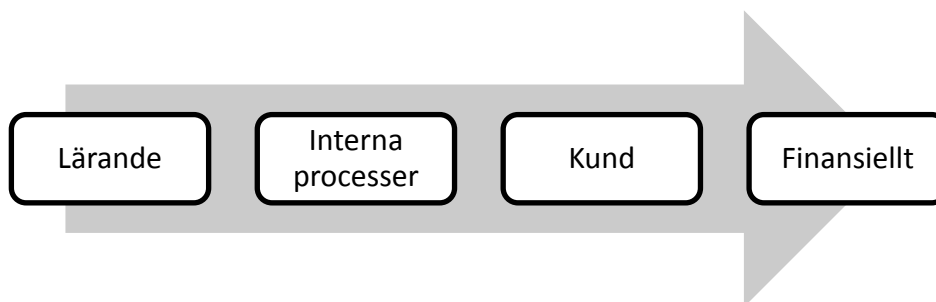 Lärande
Interna
processer
Kund
Finansiellt